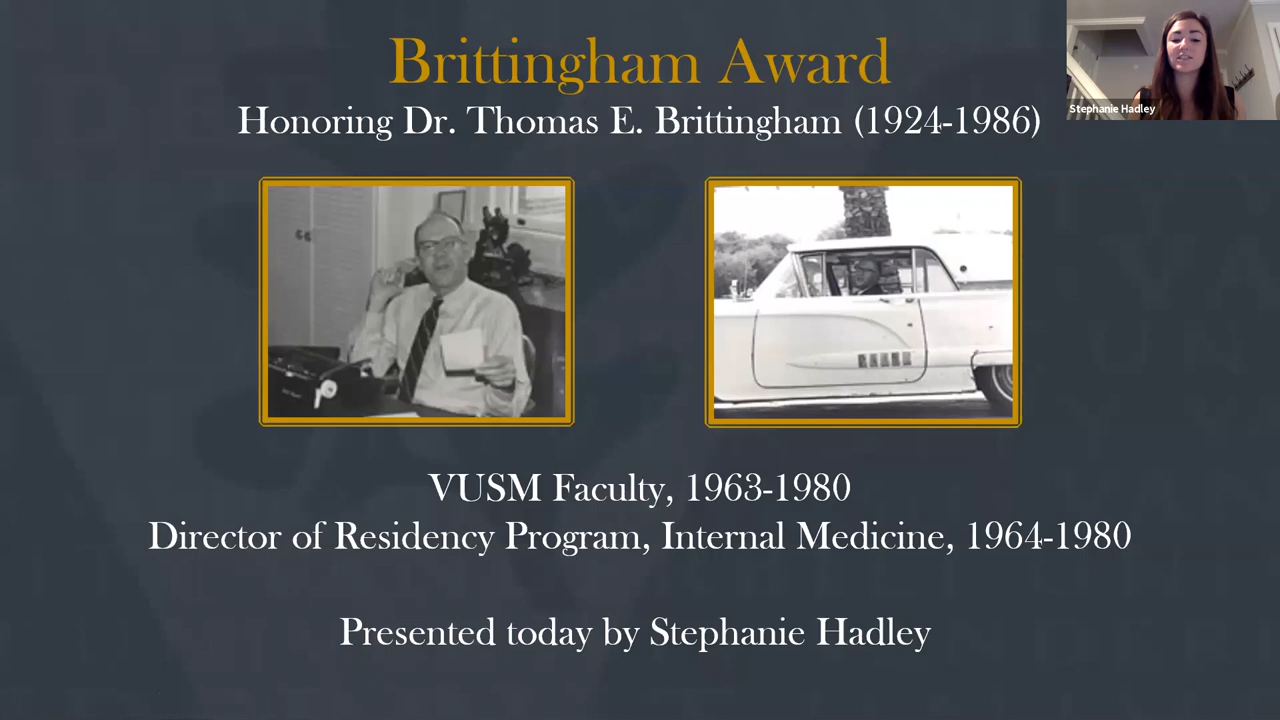 Brittingham Award
Honoring Dr. Thomas E. Brittingham (1924-1986)
Stephanie Hadley
VUSM Faculty, 1963-1980
Director of Residency Program, Internal Medicine, 1964-1980
Presented today by Stephanie Hadley